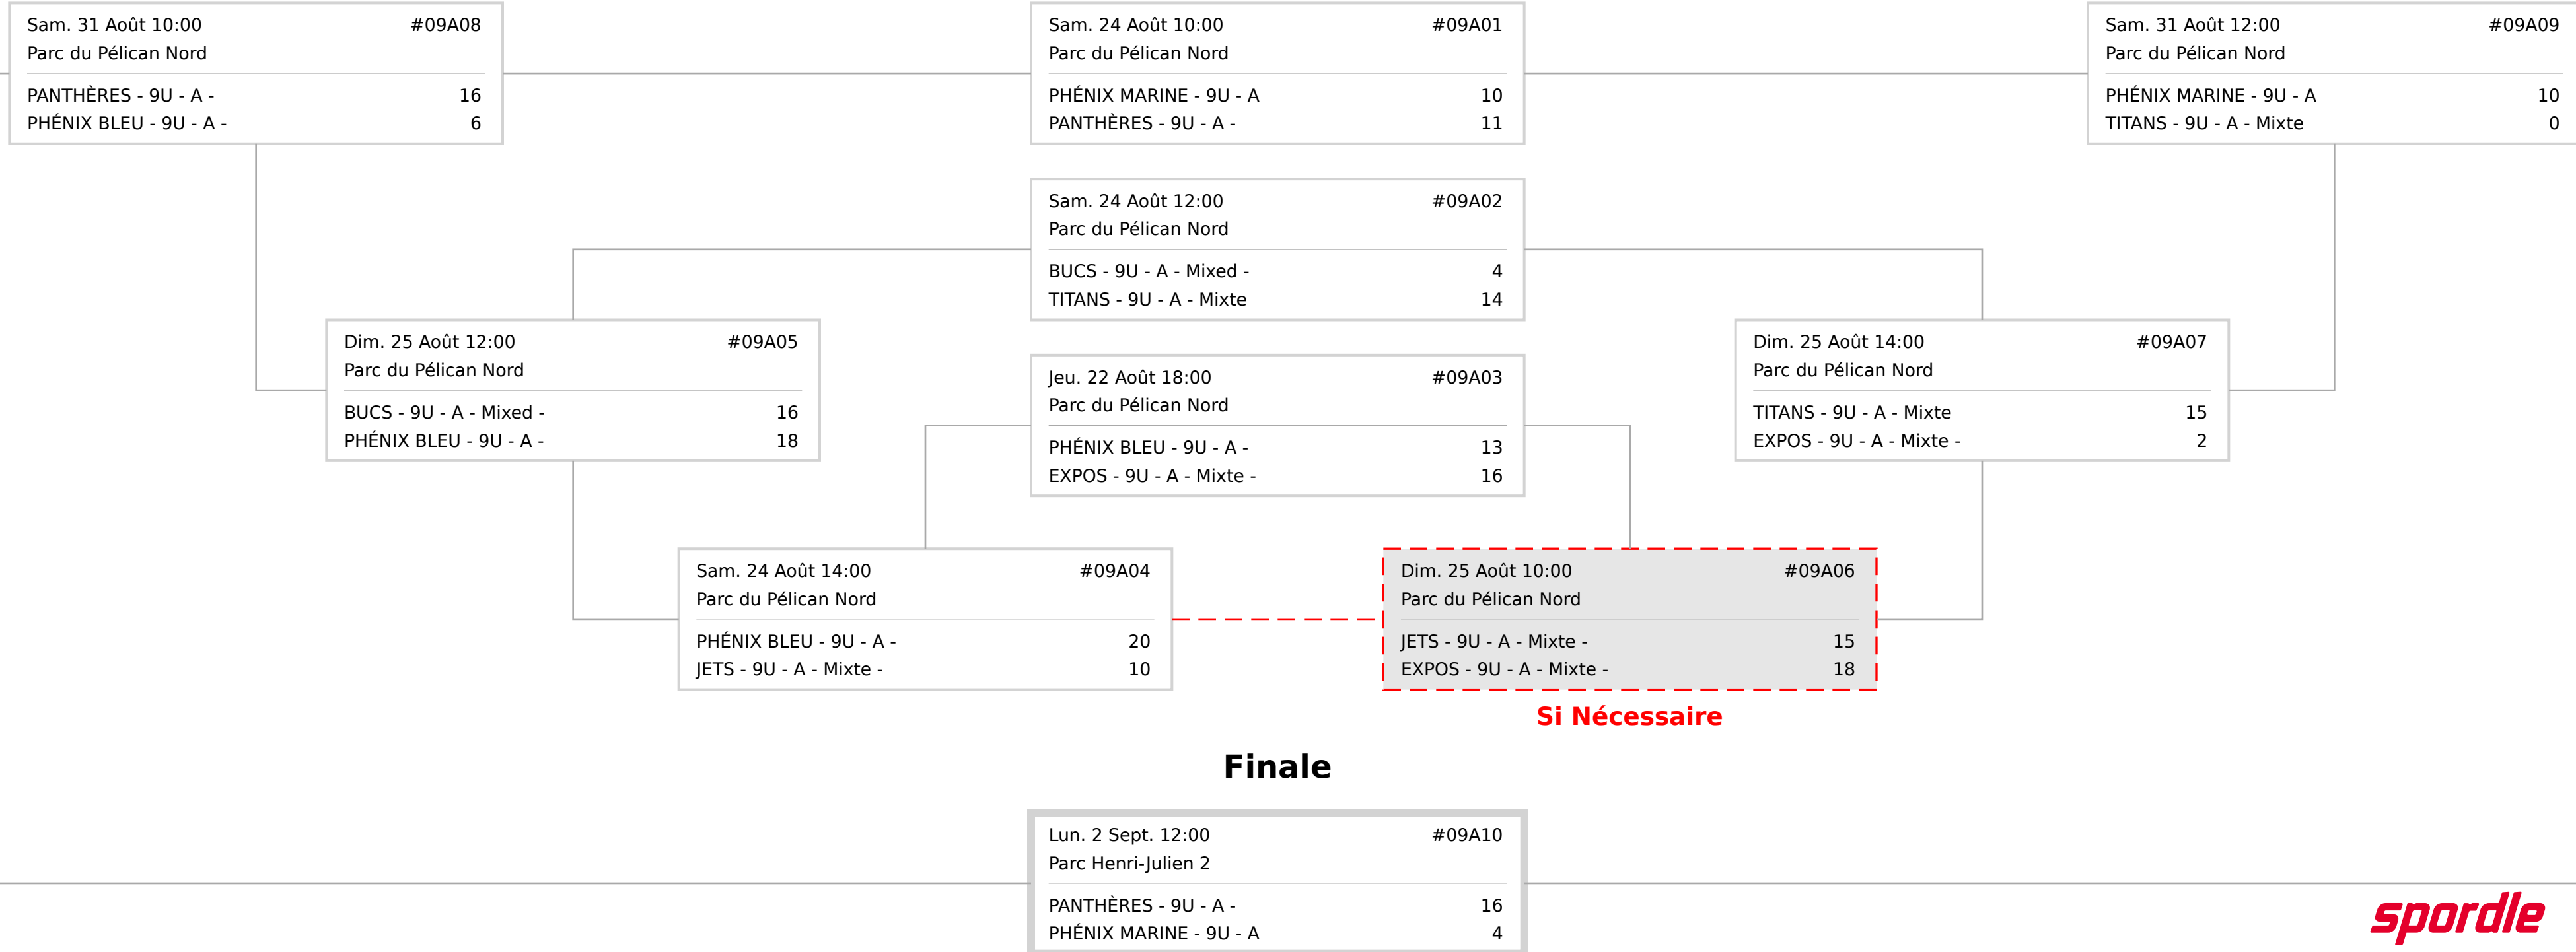 Sam. 31 Août 10:00 #09A08
Parc du Pélican Nord
PANTHÈRES - 9U - A - 16
PHÉNIX BLEU - 9U - A - 6
Sam. 24 Août 10:00 #09A01
Parc du Pélican Nord
PHÉNIX MARINE - 9U - A 10
PANTHÈRES - 9U - A - 11
Sam. 31 Août 12:00 #09A09
Parc du Pélican Nord
PHÉNIX MARINE - 9U - A 10
TITANS - 9U - A - Mixte 0
Sam. 24 Août 12:00 #09A02
Parc du Pélican Nord
BUCS - 9U - A - Mixed - 4
TITANS - 9U - A - Mixte 14
Dim. 25 Août 12:00 #09A05
Parc du Pélican Nord
BUCS - 9U - A - Mixed - 16
PHÉNIX BLEU - 9U - A - 18
Jeu. 22 Août 18:00 #09A03
Parc du Pélican Nord
PHÉNIX BLEU - 9U - A - 13
EXPOS - 9U - A - Mixte - 16
Dim. 25 Août 14:00 #09A07
Parc du Pélican Nord
TITANS - 9U - A - Mixte 15
EXPOS - 9U - A - Mixte - 2
Sam. 24 Août 14:00 #09A04
Parc du Pélican Nord
PHÉNIX BLEU - 9U - A - 20
JETS - 9U - A - Mixte - 10
Dim. 25 Août 10:00 #09A06
Parc du Pélican Nord
JETS - 9U - A - Mixte - 15
EXPOS - 9U - A - Mixte - 18
Si Nécessaire
Finale
Lun. 2 Sept. 12:00 #09A10
Parc Henri-Julien 2
PANTHÈRES - 9U - A - 16
PHÉNIX MARINE - 9U - A 4
spordle